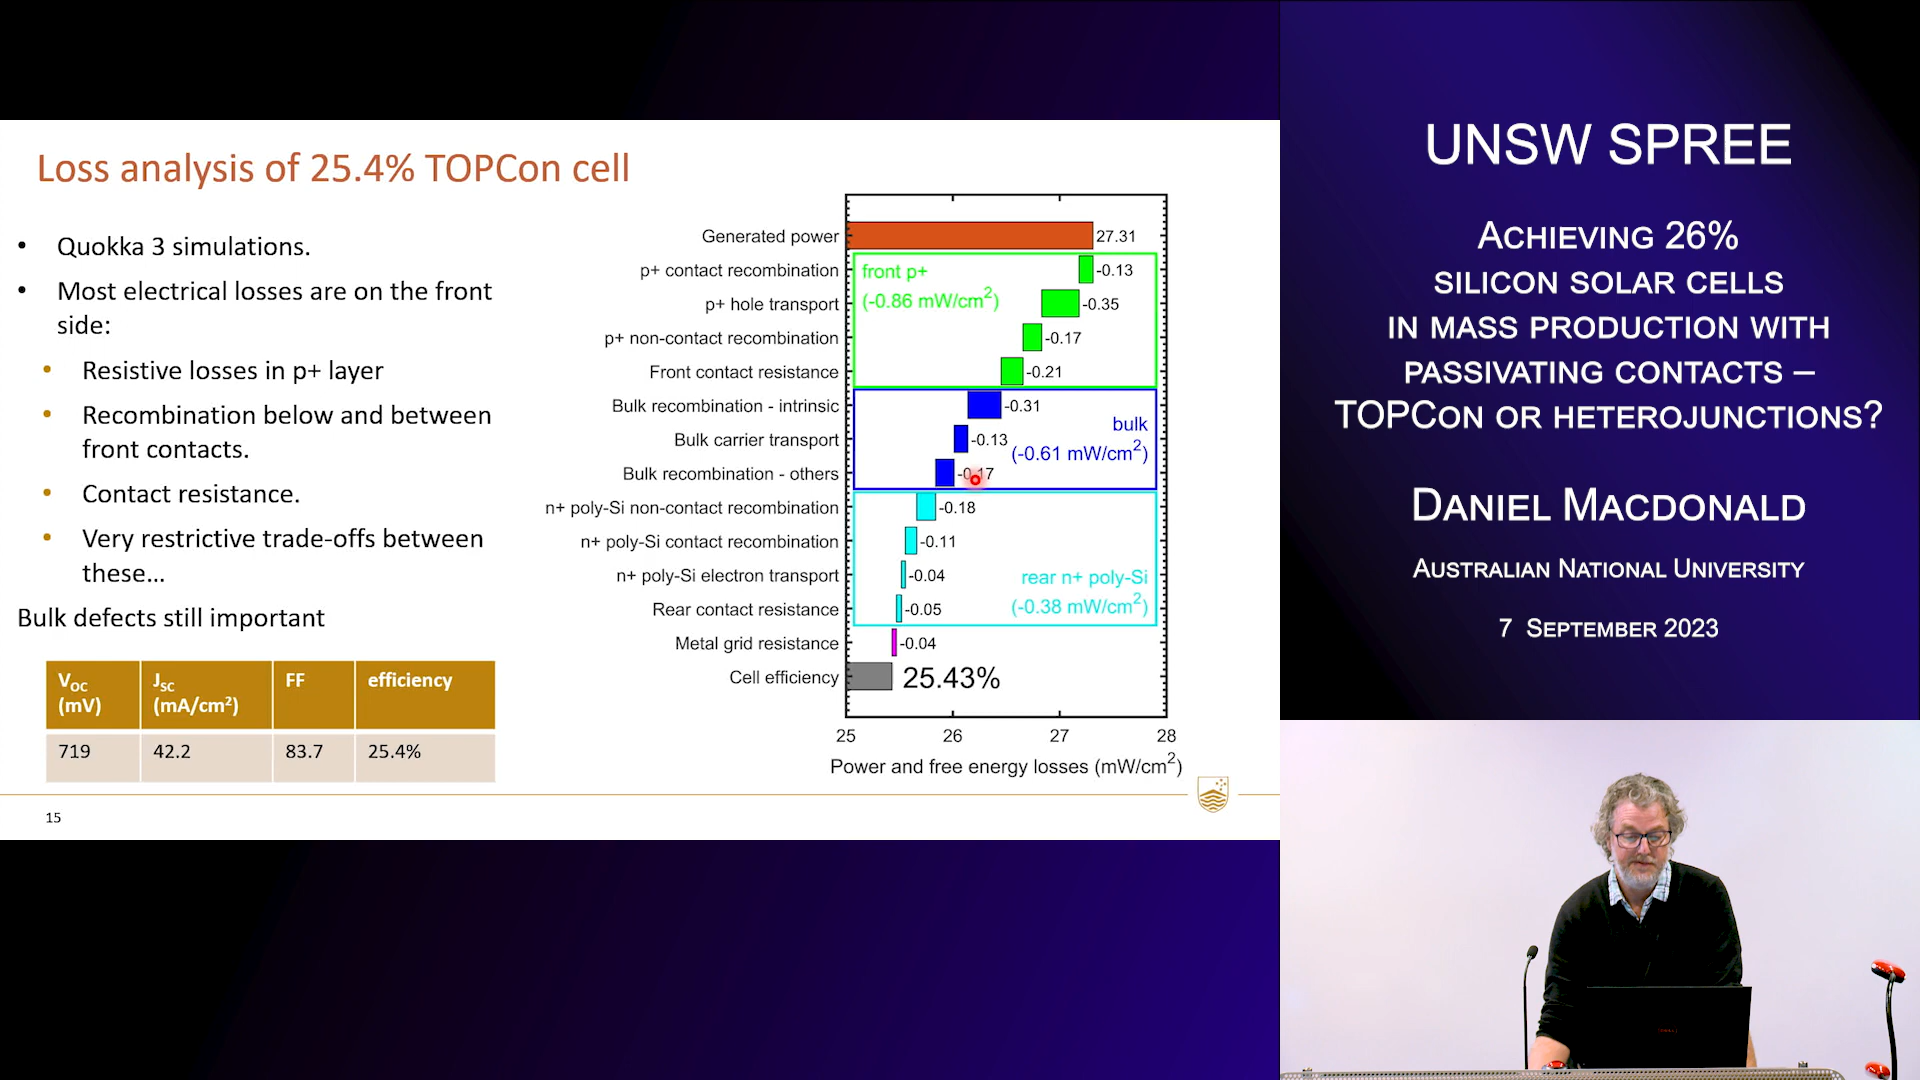 Loss analysis of 25.4% TOPCon cell
• Quokka 3 simulations.
• Most electrical losses are on the front
side:
• Resistive losses in p+ layer
• Recombination below and between
front contacts.
• Contact resistance.
• Very restrictive trade-offs between
these...
Bulk defects still important
VOC (mV) JSC (mA/cm²) FF efficiency
719 42.2 83.7 25.4%
15
Generated power 27.31
p+ contact recombination -0.13
p+ hole transport -0.35
p+ non-contact recombination -0.17
Front contact resistance -0.21
front p+
(-0.86 mW/cm²)
Bulk recombination - intrinsic -0.31
Bulk carrier transport -0.13
Bulk recombination - others -0.17
bulk
(-0.61 mW/cm²)
n+ poly-Si non-contact recombination -0.18
n+ poly-Si contact recombination -0.11
n+ poly-Si electron transport -0.04
Rear contact resistance -0.05
rear n+ poly-Si
(-0.38 mW/cm²)
Metal grid resistance -0.04
Cell efficiency 25.43%
25 26 27 28
Power and free energy losses (mW/cm²)
UNSW SPREE
ACHIEVING 26%
SILICON SOLAR CELLS
IN MASS PRODUCTION WITH
PASSIVATING CONTACTS –
TOPCON OR HETEROJUNCTIONS?
DANIEL MACDONALD
AUSTRALIAN NATIONAL UNIVERSITY
7 SEPTEMBER 2023